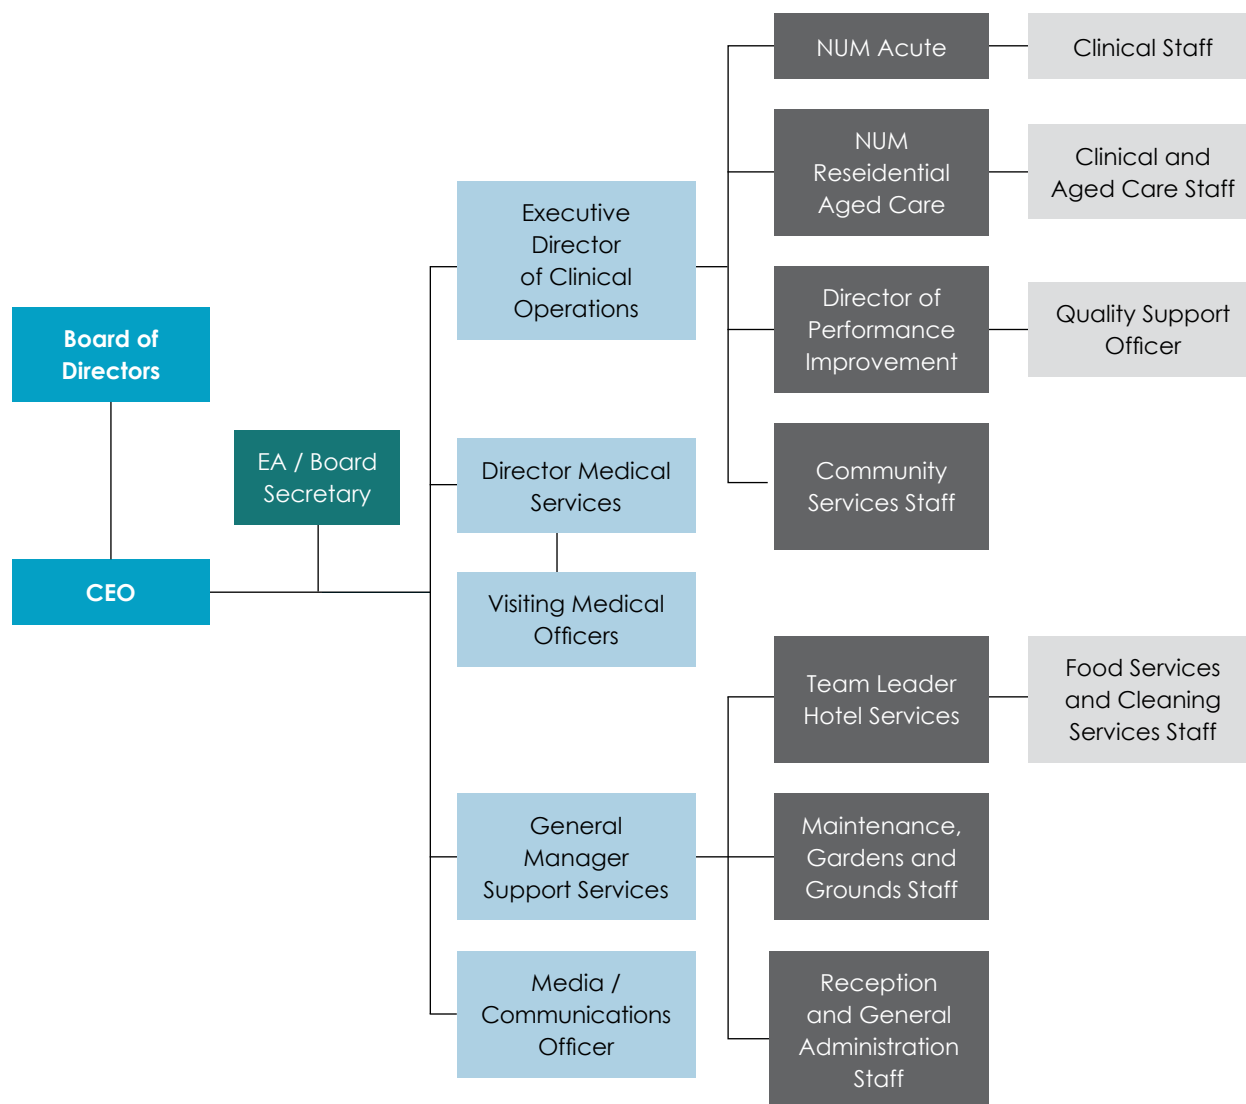 Board of
Directors
CEO
EA / Board
Secretary
Executive
Director
of Clinical
Operations
Director Medical
Services
Visiting Medical
Officers
General
Manager
Support Services
Media /
Communications
Officer
NUM Acute
NUM
Reseidential
Aged Care
Director of
Performance
Improvement
Community
Services Staff
Team Leader
Hotel Services
Maintenance,
Gardens and
Grounds Staff
Reception
and General
Administration
Staff
Clinical Staff
Clinical and
Aged Care Staff
Quality Support
Officer
Food Services
and Cleaning
Services Staff